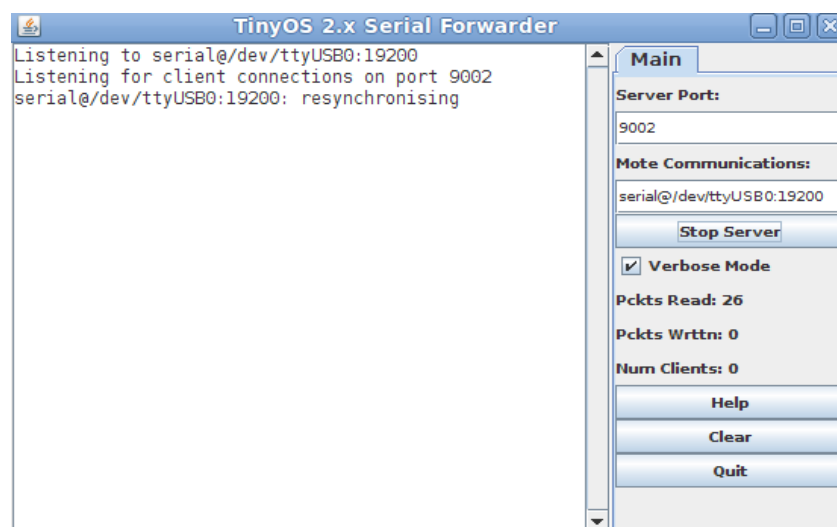 TinyOS 2.x Serial Forwarder
Listening to serial@/dev/ttyUSB0:19200
Listening for client connections on port 9002
serial@/dev/ttyUSB0:19200: resynchronising
Main
Server Port:
9002
Mote Communications:
serial@/dev/ttyUSB0:19200
Stop Server
Verbose Mode
Pckts Read: 26
Pckts Wrttn: 0
Num Clients: 0
Help
Clear
Quit